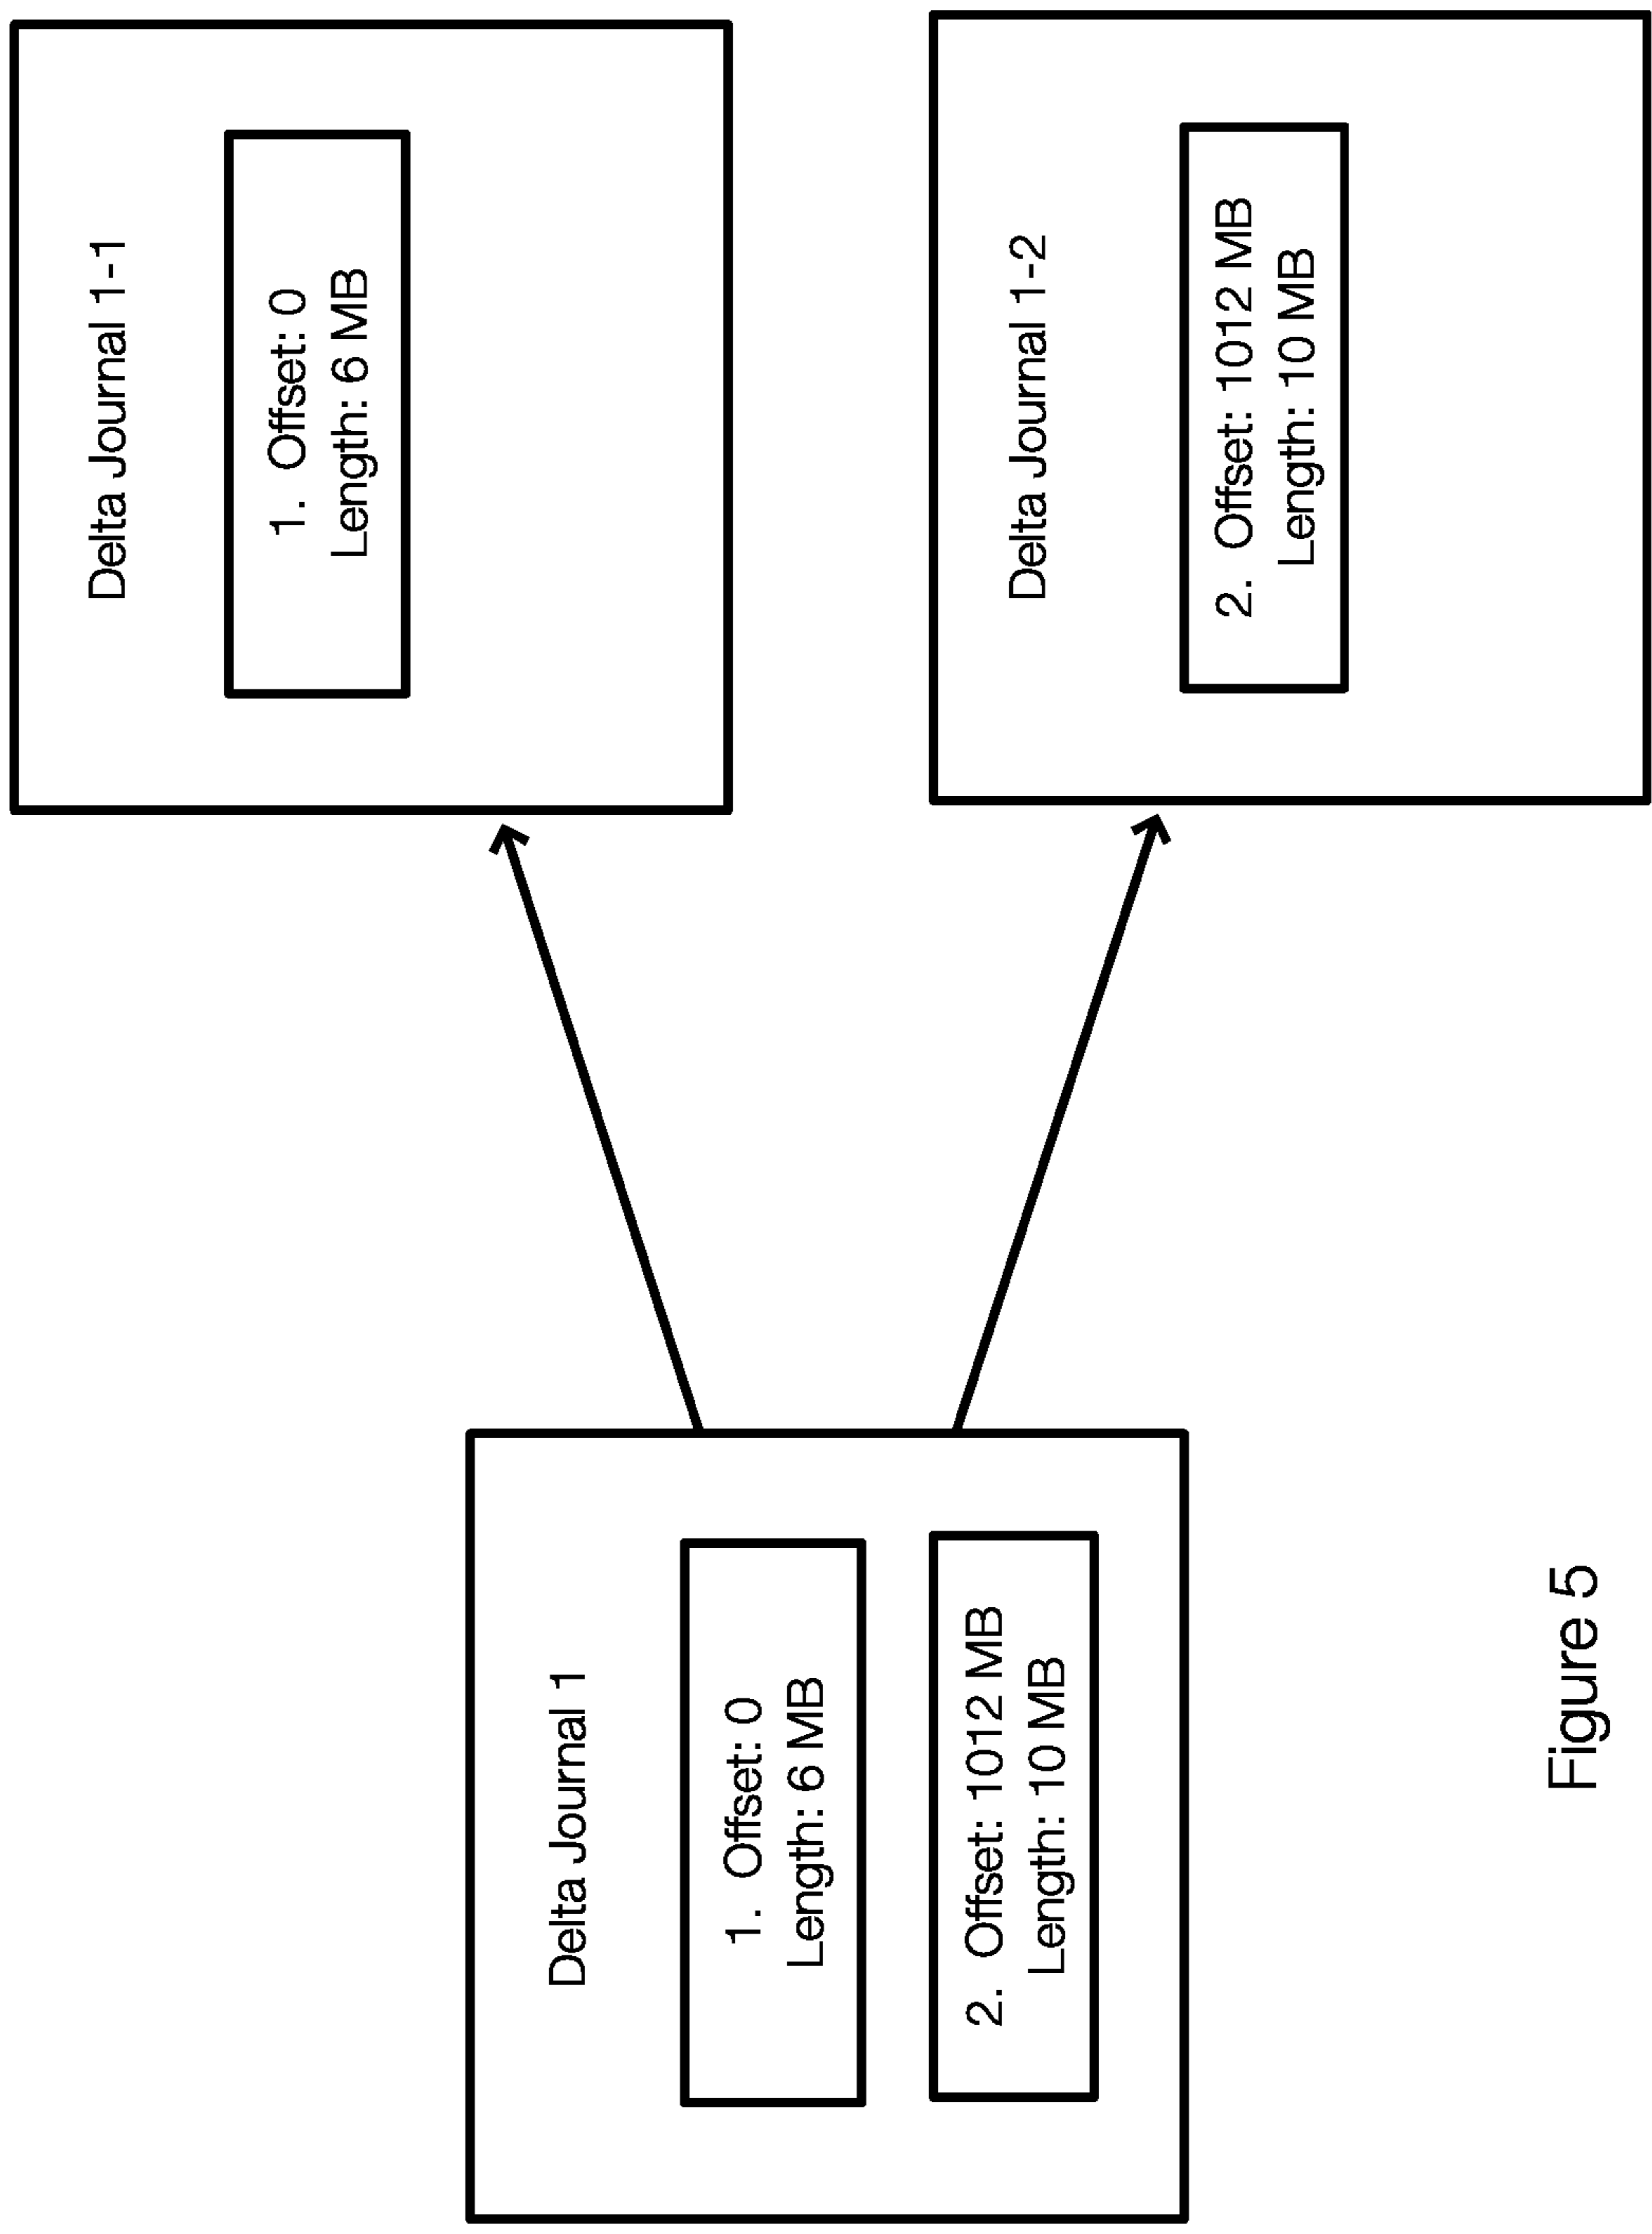 Delta Journal 1
1. Offset: 0
Length: 6 MB
2. Offset: 1012 MB
Length: 10 MB
Delta Journal 1-1
1. Offset: 0
Length: 6 MB
Delta Journal 1-2
2. Offset: 1012 MB
Length: 10 MB
Figure 5